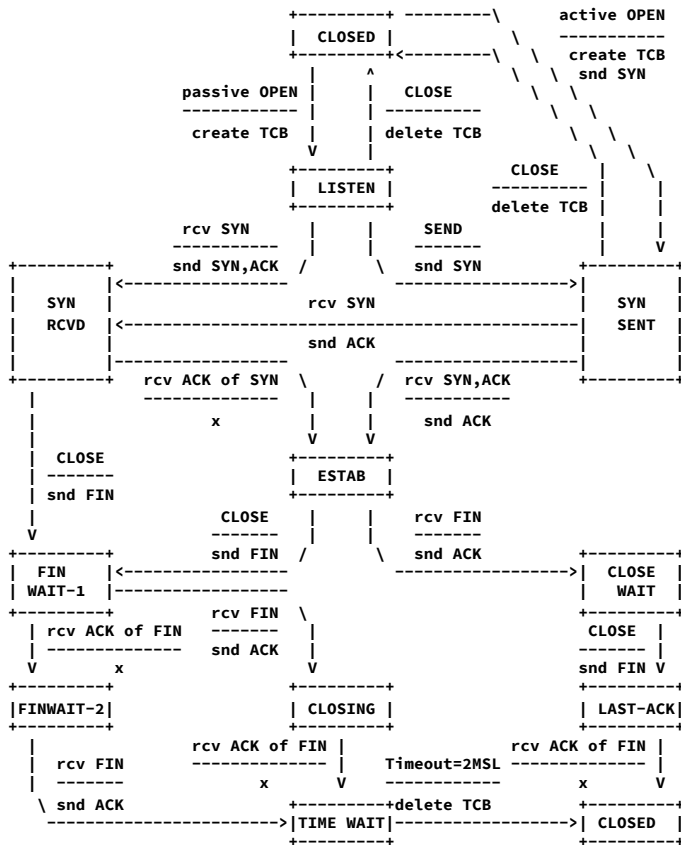 active OPEN
CLOSED
create TCB
snd SYN
passive OPEN CLOSE
create TCB delete TCB
CLOSE
LISTEN
delete TCB
rcv SYN SEND
snd SYN,ACK snd SYN
SYN rcv SYN SYN
RCVD SENT
snd ACK
rcv ACK of SYN rcv SYN,ACK
x snd ACK
CLOSE
ESTAB
snd FIN
CLOSE rcv FIN
snd FIN snd ACK
FIN CLOSE
WAIT-1 WAIT
rcv FIN
rcv ACK of FIN CLOSE
snd ACK
x snd FIN
FINWAIT-2 CLOSING LAST-ACK
rcv ACK of FIN rcv ACK of FIN
rcv FIN Timeout=2MSL
x x
snd ACK delete TCB
TIME WAIT CLOSED